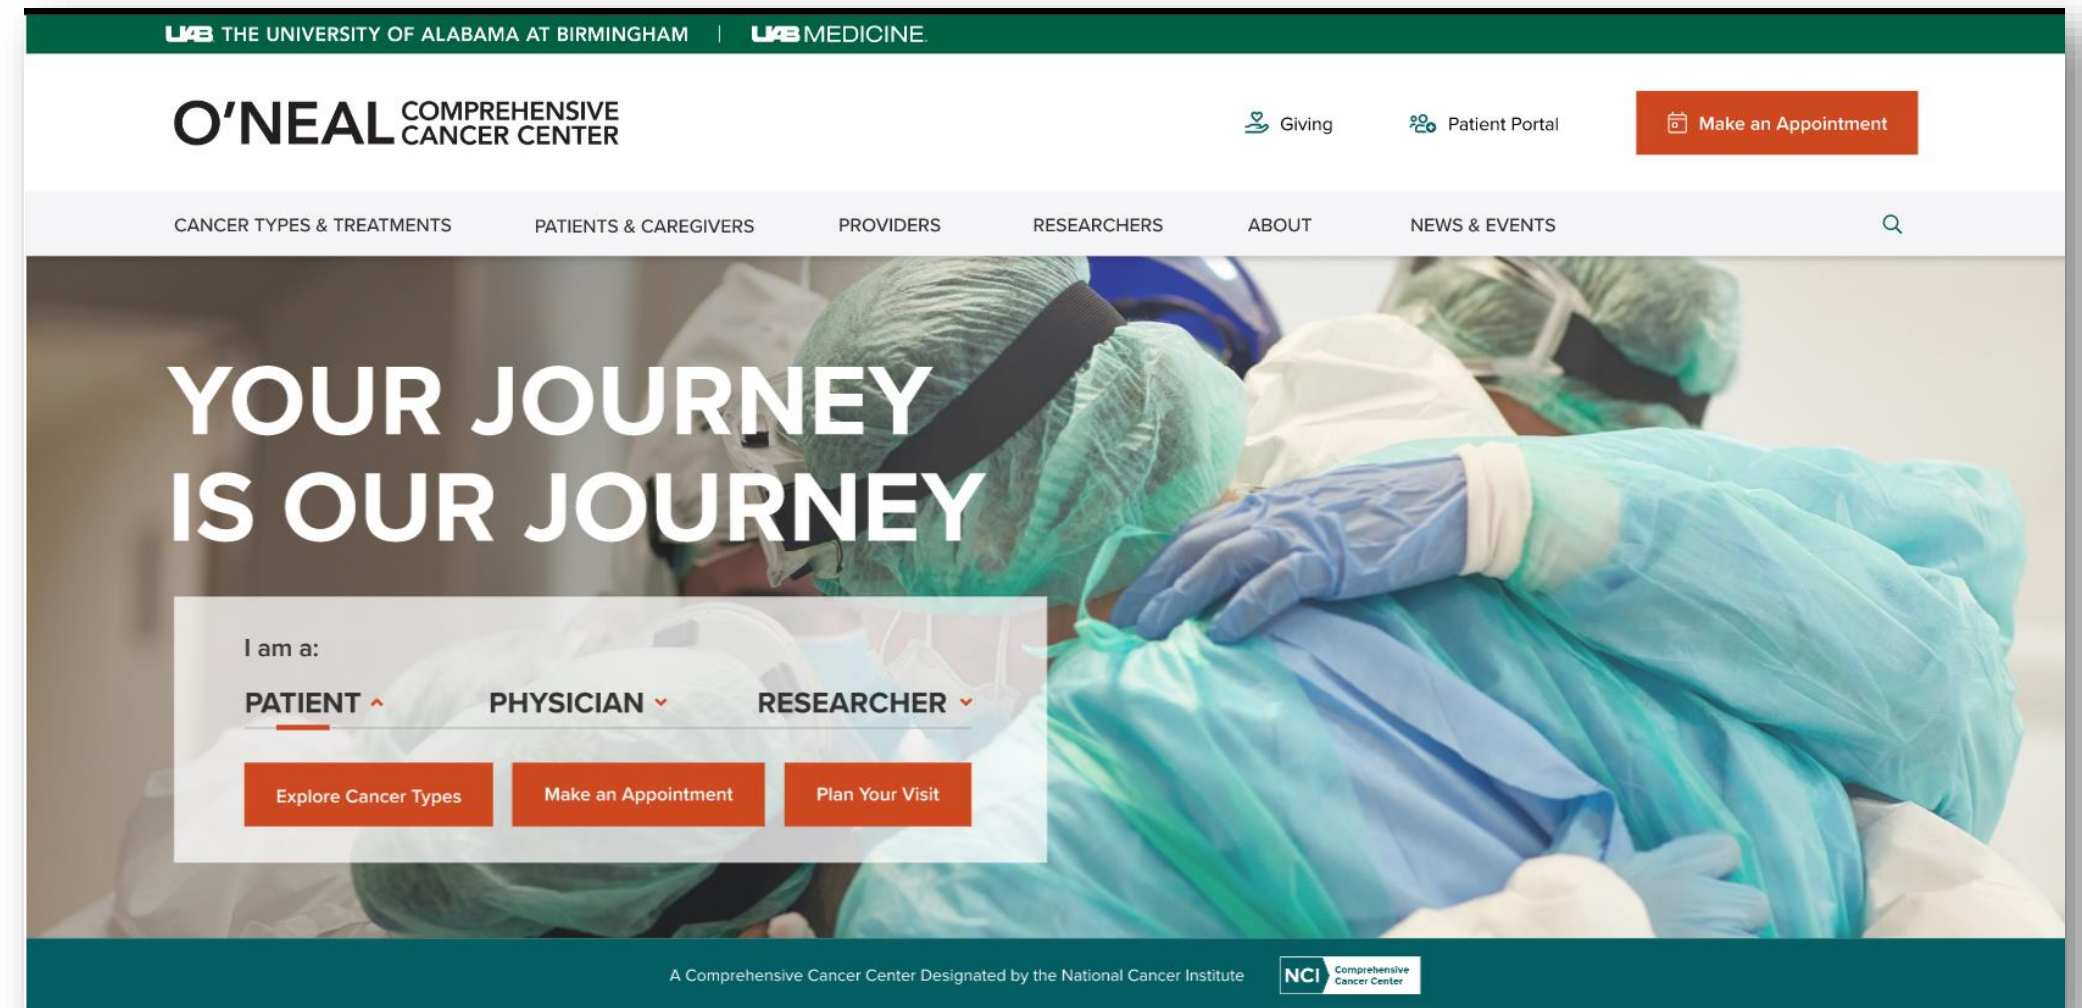 UAB THE UNIVERSITY OF ALABAMA AT BIRMINGHAM | UAB MEDICINE.
O'NEAL COMPREHENSIVE CANCER CENTER
Giving
Patient Portal
Make an Appointment
CANCER TYPES & TREATMENTS
PATIENTS & CAREGIVERS
PROVIDERS
RESEARCHERS
ABOUT
NEWS & EVENTS
YOUR JOURNEY
IS OUR JOURNEY
I am a:
PATIENT
PHYSICIAN
RESEARCHER
Explore Cancer Types
Make an Appointment
Plan Your Visit
A Comprehensive Cancer Center Designated by the National Cancer Institute
NCI Comprehensive Cancer Center